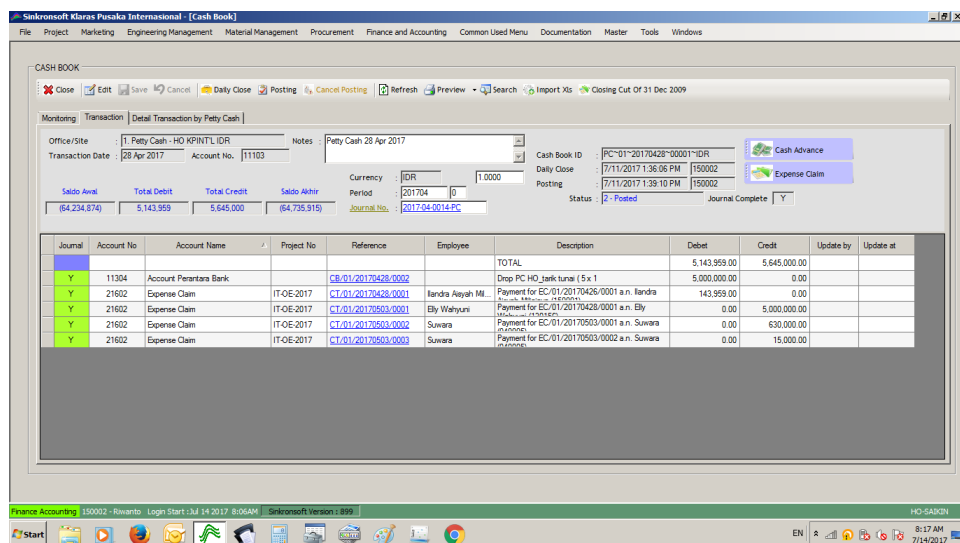 Sinkronsoft Klaras Pusaka Internasional - [Cash Book]
File Project Marketing Engineering Management Material Management Procurement Finance and Accounting Common Used Menu Documentation Master Tools Windows
CASH BOOK
Close Edit Save Cancel Daily Close Posting Cancel Posting Refresh Preview Search Import Xls Closing Cut Of 31 Dec 2009
Monitoring Transaction Detail Transaction by Petty Cash
Office/Site : 1. Petty Cash - HO KPINT'L IDR Notes : Petty Cash 28 Apr 2017
Transaction Date : 28 Apr 2017 Account No. 11103
Cash Book ID : PC~01~20170428~00001~IDR Cash Advance
Currency : IDR 1.0000 Daily Close : 7/11/2017 1:36:06 PM 150002
Period : 201704 0 Posting : 7/11/2017 1:39:10 PM 150002 Expense Claim
Saldo Awal Total Debit Total Credit Saldo Akhir
Journal No. : 2017-04-0014-PC Status : 2 - Posted Journal Complete Y
(64,234,874) 5,143,959 5,645,000 (64,735,915)
Journal Account No Account Name Project No Reference Employee Description Debet Credit Update by Update at
TOTAL 5,143,959.00 5,645,000.00
Y 11304 Account Perantara Bank CB/01/20170428/0002 Drop PC HO_tarik tunai ( 5 x 1 5,000,000.00 0.00
Y 21602 Expense Claim IT-OE-2017 CT/01/20170428/0001 Ilandra Aisyah Mil... Payment for EC/01/20170426/0001 a.n. Ilandra 143,959.00 0.00
Y 21602 Expense Claim IT-OE-2017 CT/01/20170503/0001 Elly Wahyuni Payment for EC/01/20170428/0001 a.n. Elly 0.00 5,000,000.00
Y 21602 Expense Claim IT-OE-2017 CT/01/20170503/0002 Suwara Payment for EC/01/20170503/0001 a.n. Suwara 0.00 630,000.00
Y 21602 Expense Claim IT-OE-2017 CT/01/20170503/0003 Suwara Payment for EC/01/20170503/0002 a.n. Suwara 0.00 15,000.00
Finance Accounting 150002 - Riwanto Login Start :Jul 14 2017 8:06AM Sinkronsoft Version : 899 HO-SAIKIN
Start EN 8:17 AM
7/14/2017